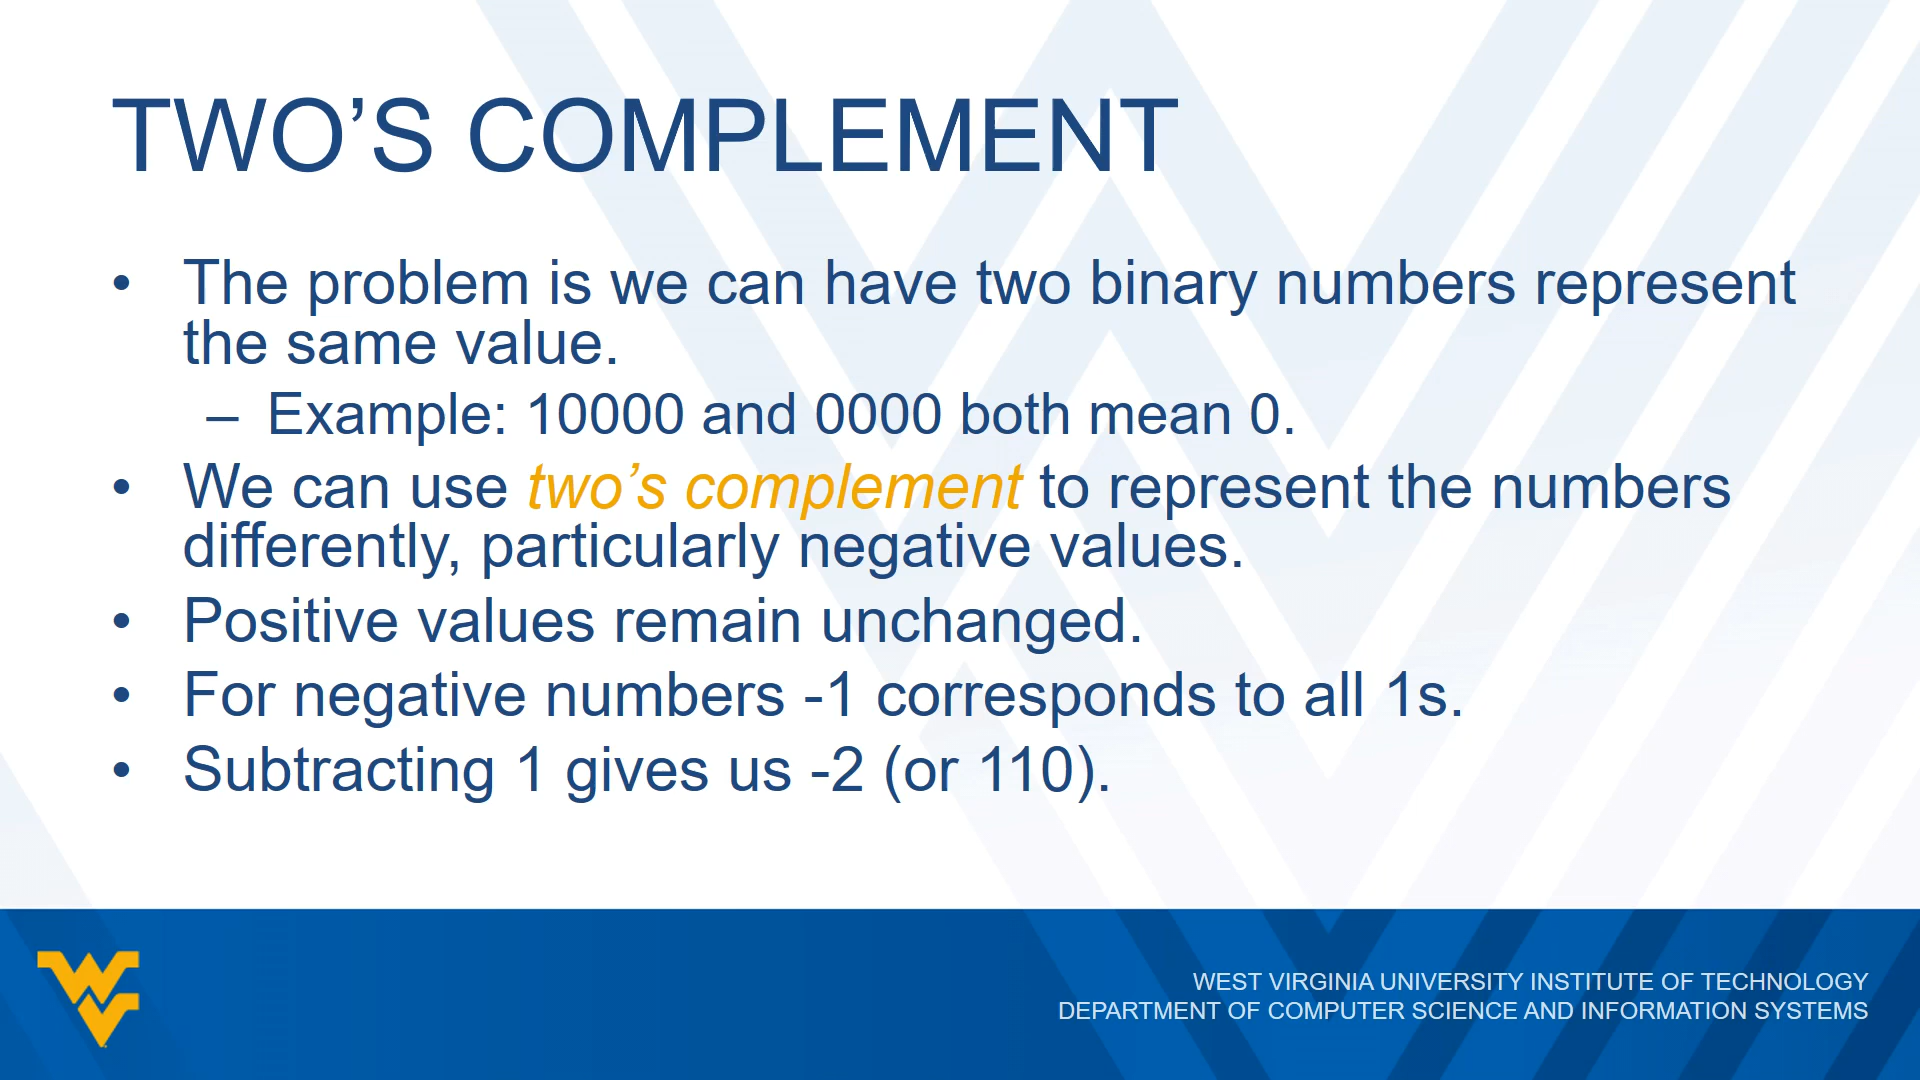 TWO’S COMPLEMENT
• The problem is we can have two binary numbers represent
the same value.
– Example: 10000 and 0000 both mean 0.
• We can use two’s complement to represent the numbers
differently, particularly negative values.
• Positive values remain unchanged.
• For negative numbers -1 corresponds to all 1s.
• Subtracting 1 gives us -2 (or 110).
WEST VIRGINIA UNIVERSITY INSTITUTE OF TECHNOLOGY
DEPARTMENT OF COMPUTER SCIENCE AND INFORMATION SYSTEMS